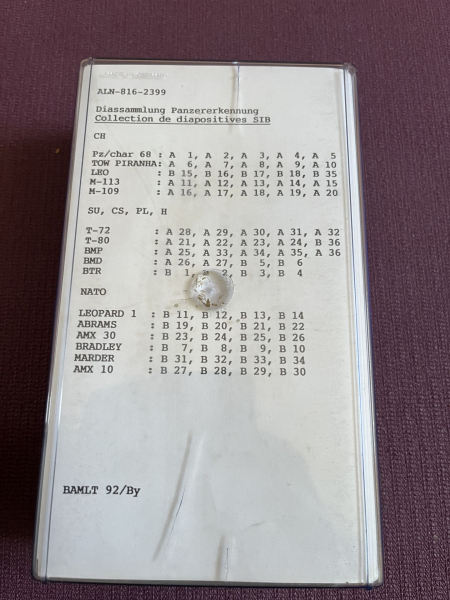 ALN-816-2399
Diassammlung Panzererkennung
Collection de diapositives SIB
CH
Pz/char 68 : A 1, A 2, A 3, A 4, A 5
TOW PIRANHA: A 6, A 7, A 8, A 9, A 10
LEO : B 15, B 16, B 17, B 18, B 35
M-113 : A 11, A 12, A 13, A 14, A 15
M-109 : A 16, A 17, A 18, A 19, A 20
SU, CS, PL, H
T-72 : A 28, A 29, A 30, A 31, A 32
T-80 : A 21, A 22, A 23, A 24, B 36
BMP : A 25, A 33, A 34, A 35, A 36
BMD : A 26, A 27, B 5, B 6
BTR : B 1, B 2, B 3, B 4
NATO
LEOPARD 1 : B 11, B 12, B 13, B 14
ABRAMS : B 19, B 20, B 21, B 22
AMX 30 : B 23, B 24, B 25, B 26
BRADLEY : B 7, B 8, B 9, B 10
MARDER : B 31, B 32, B 33, B 34
AMX 10 : B 27, B 28, B 29, B 30
BAMLT 92/By